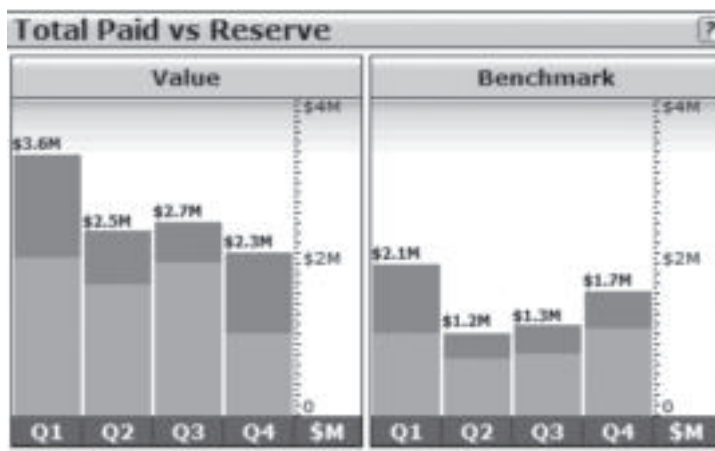 Total Paid vs Reserve ?
Value
$4M
$3.6M
$2.5M
$2.7M
$2.3M
$2M
0
Q1 Q2 Q3 Q4 $M
Benchmark
$4M
$2.1M
$1.2M
$1.3M
$1.7M
$2M
0
Q1 Q2 Q3 Q4 $M